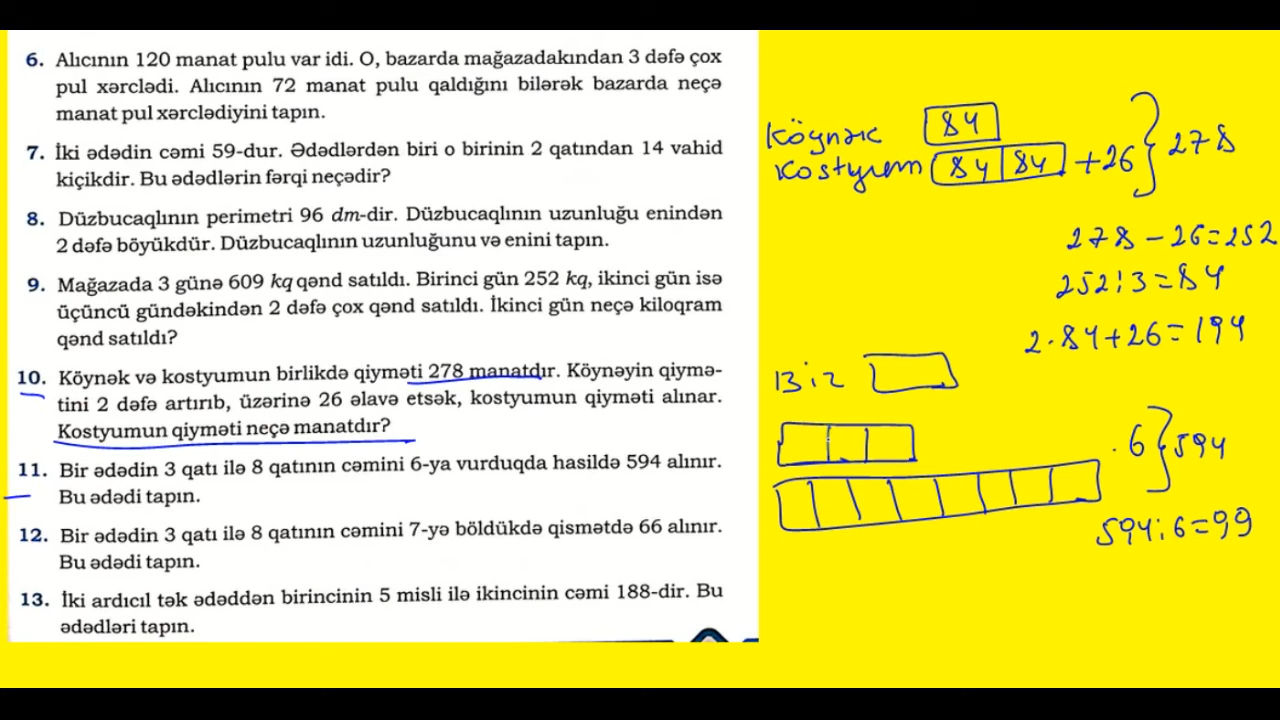 6. Alıcının 120 manat pulu var idi. O, bazarda mağazadakından 3 dəfə çox
pul xərclədi. Alıcının 72 manat pulu qaldığını bilərək bazarda neçə
manat pul xərclədiyini tapın.
7. İki ədədin cəmi 59-dur. Ədədlərdən biri o birinin 2 qatından 14 vahid
kiçikdir. Bu ədədlərin fərqi neçədir?
8. Düzbucaqlının perimetri 96 dm-dir. Düzbucaqlının uzunluğu enindən
2 dəfə böyükdür. Düzbucaqlının uzunluğunu və enini tapın.
9. Mağazada 3 günə 609 kq qənd satıldı. Birinci gün 252 kq, ikinci gün isə
üçüncü gündəkindən 2 dəfə çox qənd satıldı. İkinci gün neçə kiloqram
qənd satıldı?
10. Köynək və kostyumun birlikdə qiyməti 278 manatdır. Köynəyin qiymə-
tini 2 dəfə artırıb, üzərinə 26 əlavə etsək, kostyumun qiyməti alınar.
Kostyumun qiyməti neçə manatdır?
11. Bir ədədin 3 qatı ilə 8 qatının cəmini 6-ya vurduqda hasildə 594 alınır.
Bu ədədi tapın.
12. Bir ədədin 3 qatı ilə 8 qatının cəmini 7-yə böldükdə qismətdə 66 alınır.
Bu ədədi tapın.
13. İki ardıcıl tək ədəddən birincinin 5 misli ilə ikincinin cəmi 188-dir. Bu
ədədləri tapın.
Köynək 84
Kostyum 84 84 +26 } 278
278 - 26 = 252
252 : 3 = 84
2 · 84 + 26 = 194
· 6 } 594
594 : 6 = 99